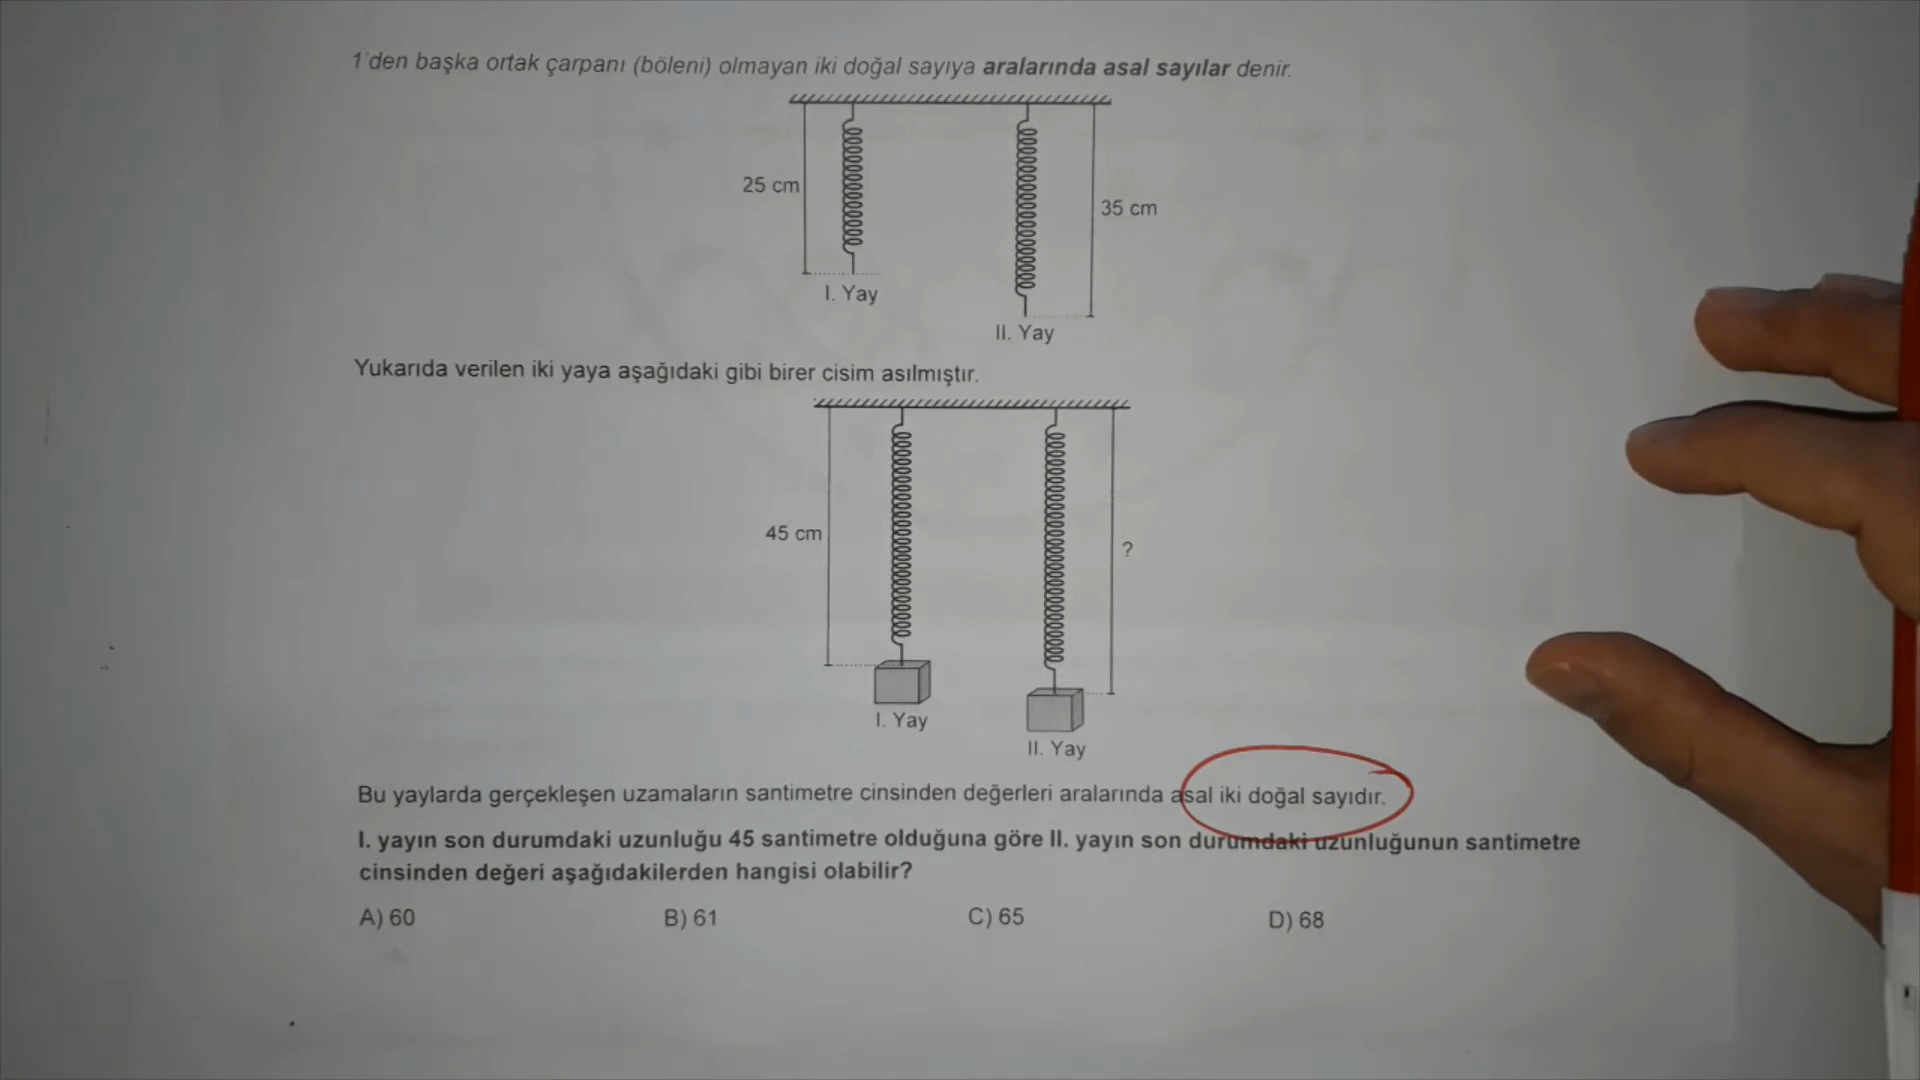 1'den başka ortak çarpanı (böleni) olmayan iki doğal sayıya aralarında asal sayılar denir.
25 cm
35 cm
I. Yay
II. Yay
Yukarıda verilen iki yaya aşağıdaki gibi birer cisim asılmıştır.
45 cm
?
I. Yay
II. Yay
Bu yaylarda gerçekleşen uzamaların santimetre cinsinden değerleri aralarında asal iki doğal sayıdır.
I. yayın son durumdaki uzunluğu 45 santimetre olduğuna göre II. yayın son durumdaki uzunluğunun santimetre
cinsinden değeri aşağıdakilerden hangisi olabilir?
A) 60 B) 61 C) 65 D) 68